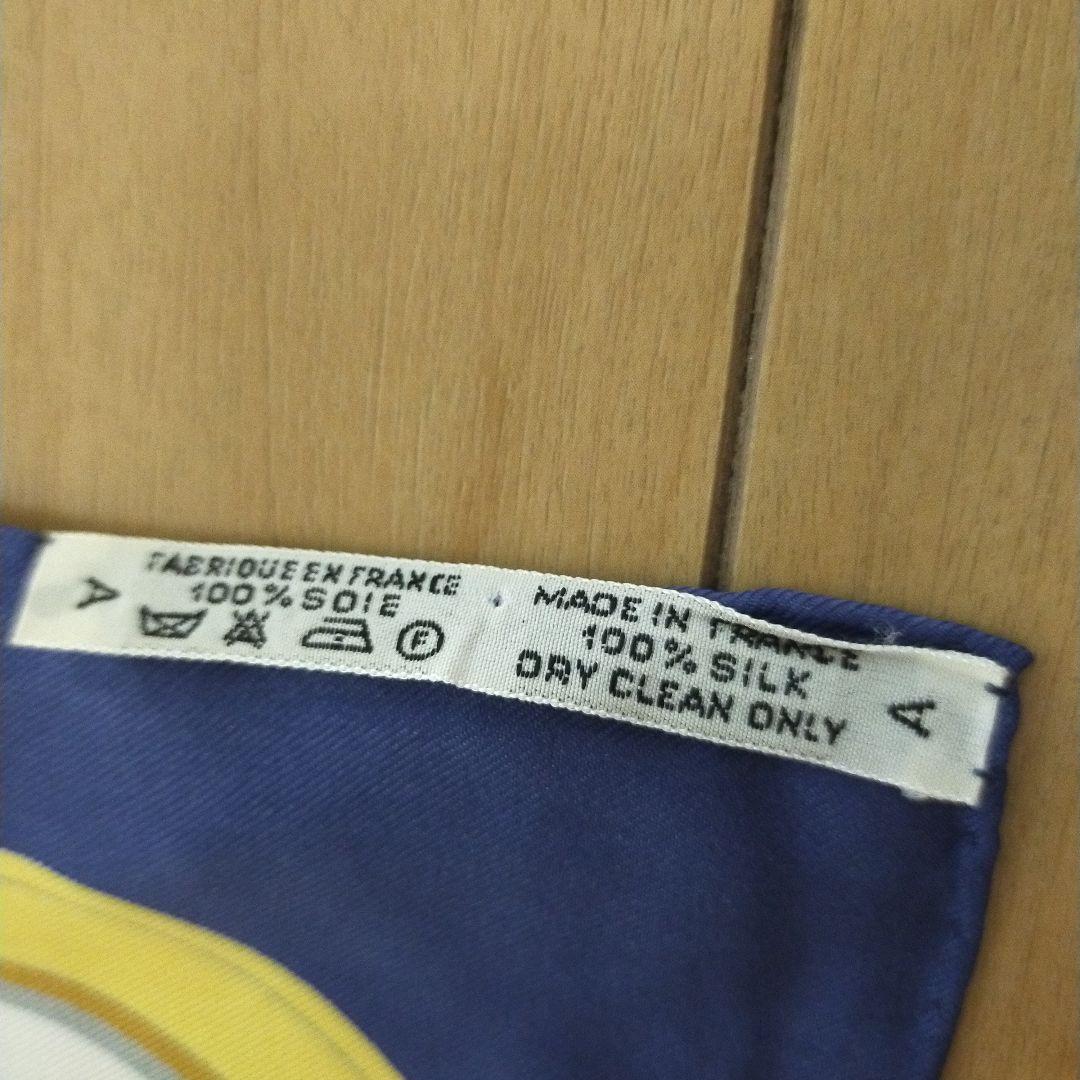 A
FABRIQUE EN FRANCE
100% SOIE
F
MADE IN FRANCE
100% SILK
DRY CLEAN ONLY
A